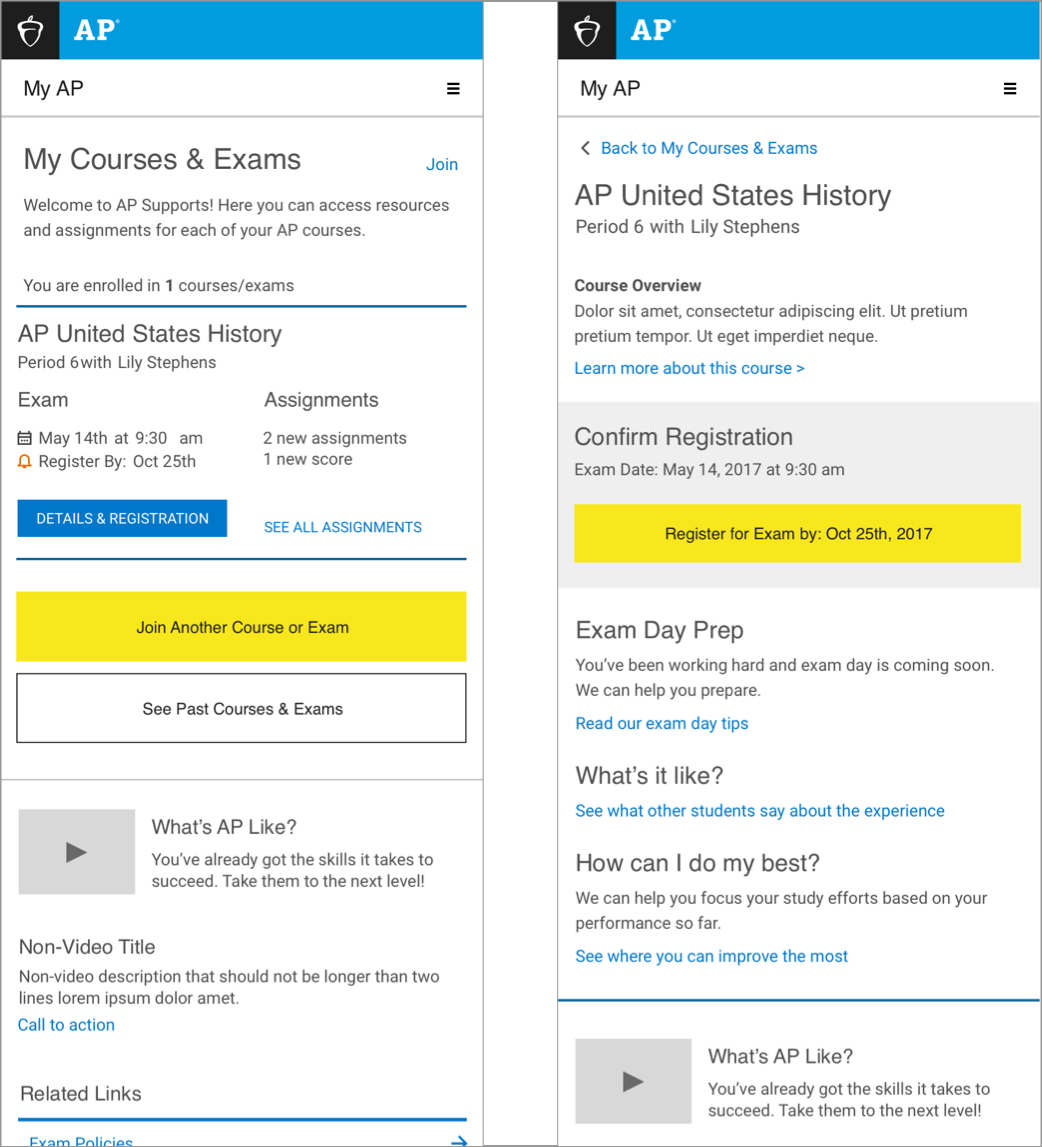 AP®
My AP
My Courses & Exams
Join
Welcome to AP Supports! Here you can access resources
and assignments for each of your AP courses.
You are enrolled in 1 courses/exams
AP United States History
Period 6with Lily Stephens
Exam
May 14th at 9:30 am
Register By: Oct 25th
DETAILS & REGISTRATION
Assignments
2 new assignments
1 new score
SEE ALL ASSIGNMENTS
Join Another Course or Exam
See Past Courses & Exams
What’s AP Like?
You’ve already got the skills it takes to
succeed. Take them to the next level!
Non-Video Title
Non-video description that should not be longer than two
lines lorem ipsum dolor amet.
Call to action
Related Links
Exam Policies
AP®
My AP
Back to My Courses & Exams
AP United States History
Period 6 with Lily Stephens
Course Overview
Dolor sit amet, consectetur adipiscing elit. Ut pretium
pretium tempor. Ut eget imperdiet neque.
Learn more about this course >
Confirm Registration
Exam Date: May 14, 2017 at 9:30 am
Register for Exam by: Oct 25th, 2017
Exam Day Prep
You’ve been working hard and exam day is coming soon.
We can help you prepare.
Read our exam day tips
What’s it like?
See what other students say about the experience
How can I do my best?
We can help you focus your study efforts based on your
performance so far.
See where you can improve the most
What’s AP Like?
You’ve already got the skills it takes to
succeed. Take them to the next level!